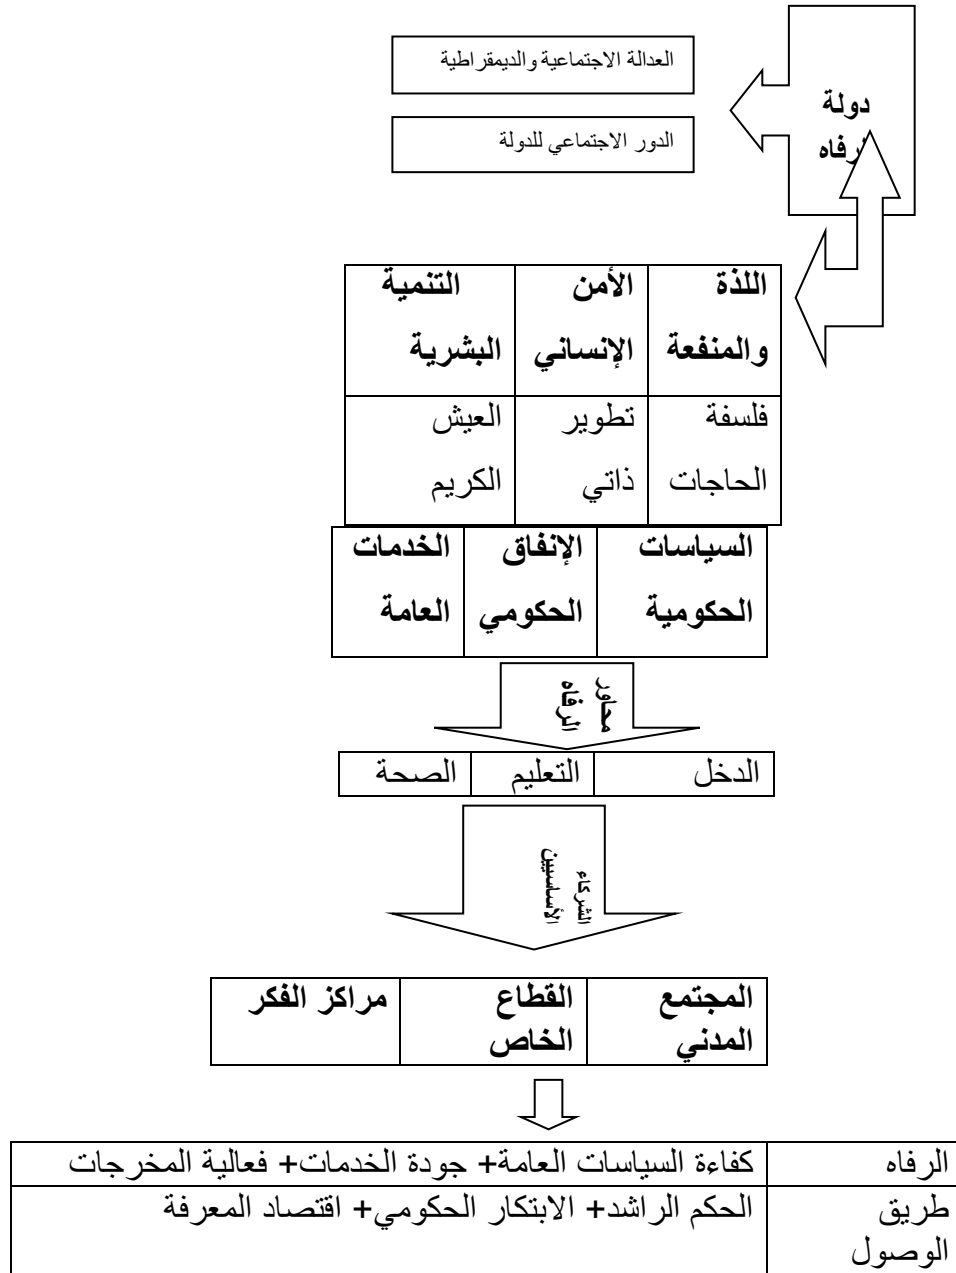 العدالة الاجتماعية والديمقراطية
دولة
الدور الاجتماعي للدولة
اللذة الأمن التنمية
والمنفعة الإنساني البشرية
فلسفة تطوير العيش
الحاجات ذاتي الكريم
السياسات الإنفاق الخدمات
الحكومية الحكومي العامة
محاور
الرفاه
الدخل التعليم الصحة
الشركاء
الأساسيين
المجتمع القطاع مراكز الفكر
المدني الخاص
الرفاه كفاءة السياسات العامة+ جودة الخدمات+ فعالية المخرجات
طريق الحكم الراشد+ الابتكار الحكومي+ اقتصاد المعرفة
الوصول